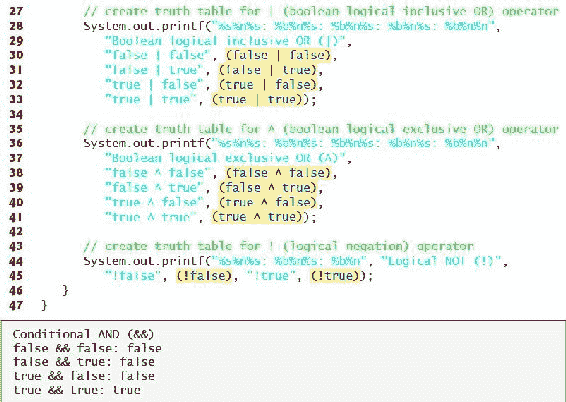 27 // create truth table for | (boolean logical inclusive OR) operator
28 System.out.printf("%s%n%s: %b%n%s: %b%n%s: %b%n%s: %b%n%n",
29 "Boolean logical inclusive OR (|)",
30 "false | false", (false | false),
31 "false | true", (false | true),
32 "true | false", (true | false),
33 "true | true", (true | true));
34
35 // create truth table for ^ (boolean logical exclusive OR) operator
36 System.out.printf("%s%n%s: %b%n%s: %b%n%s: %b%n%s: %b%n%n",
37 "Boolean logical exclusive OR (^)",
38 "false ^ false", (false ^ false),
39 "false ^ true", (false ^ true),
40 "true ^ false", (true ^ false),
41 "true ^ true", (true ^ true));
42
43 // create truth table for ! (logical negation) operator
44 System.out.printf("%s%n%s: %b%n%s: %b%n", "Logical NOT (!)",
45 "!false", (!false), "!true", (!true));
46 }
47 }
Conditional AND (&&)
false && false: false
false && true: false
true && false: false
true && true: true